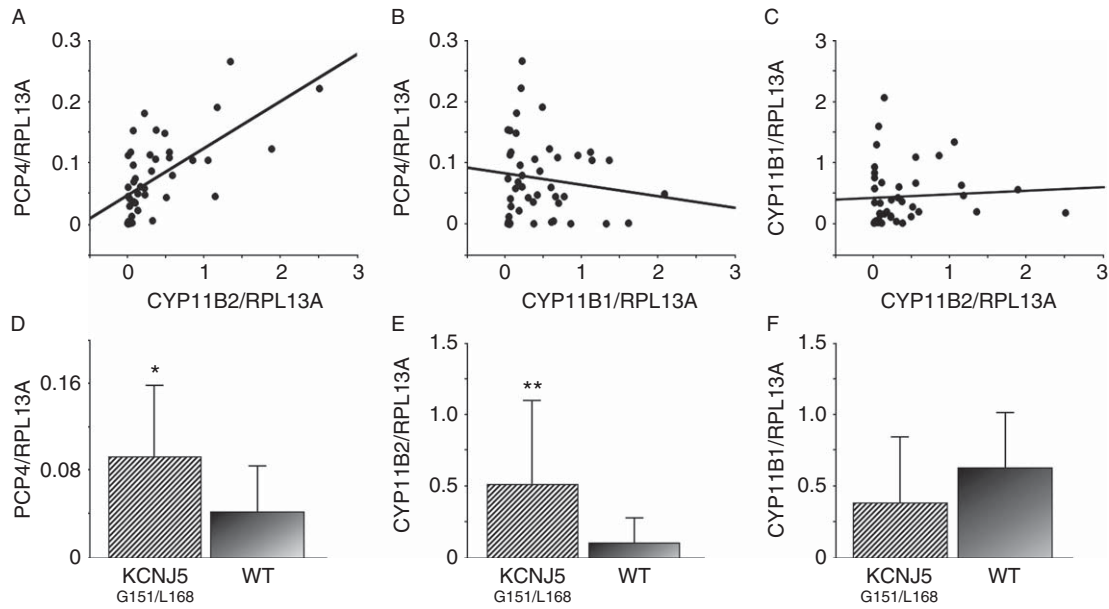 A
B
C
PCP4/RPL13A
0.3
0.2
0.1
0
0
1
2
3
CYP11B2/RPL13A
PCP4/RPL13A
0.3
0.2
0.1
0
0
1
2
3
CYP11B1/RPL13A
CYP11B1/RPL13A
3
2
1
0
0
1
2
3
CYP11B2/RPL13A
D
E
F
PCP4/RPL13A
0.16
0.08
0
*
KCNJ5
G151/L168
WT
CYP11B2/RPL13A
1.5
1.0
0.5
0
**
KCNJ5
G151/L168
WT
CYP11B1/RPL13A
1.5
1.0
0.5
0
KCNJ5
G151/L168
WT